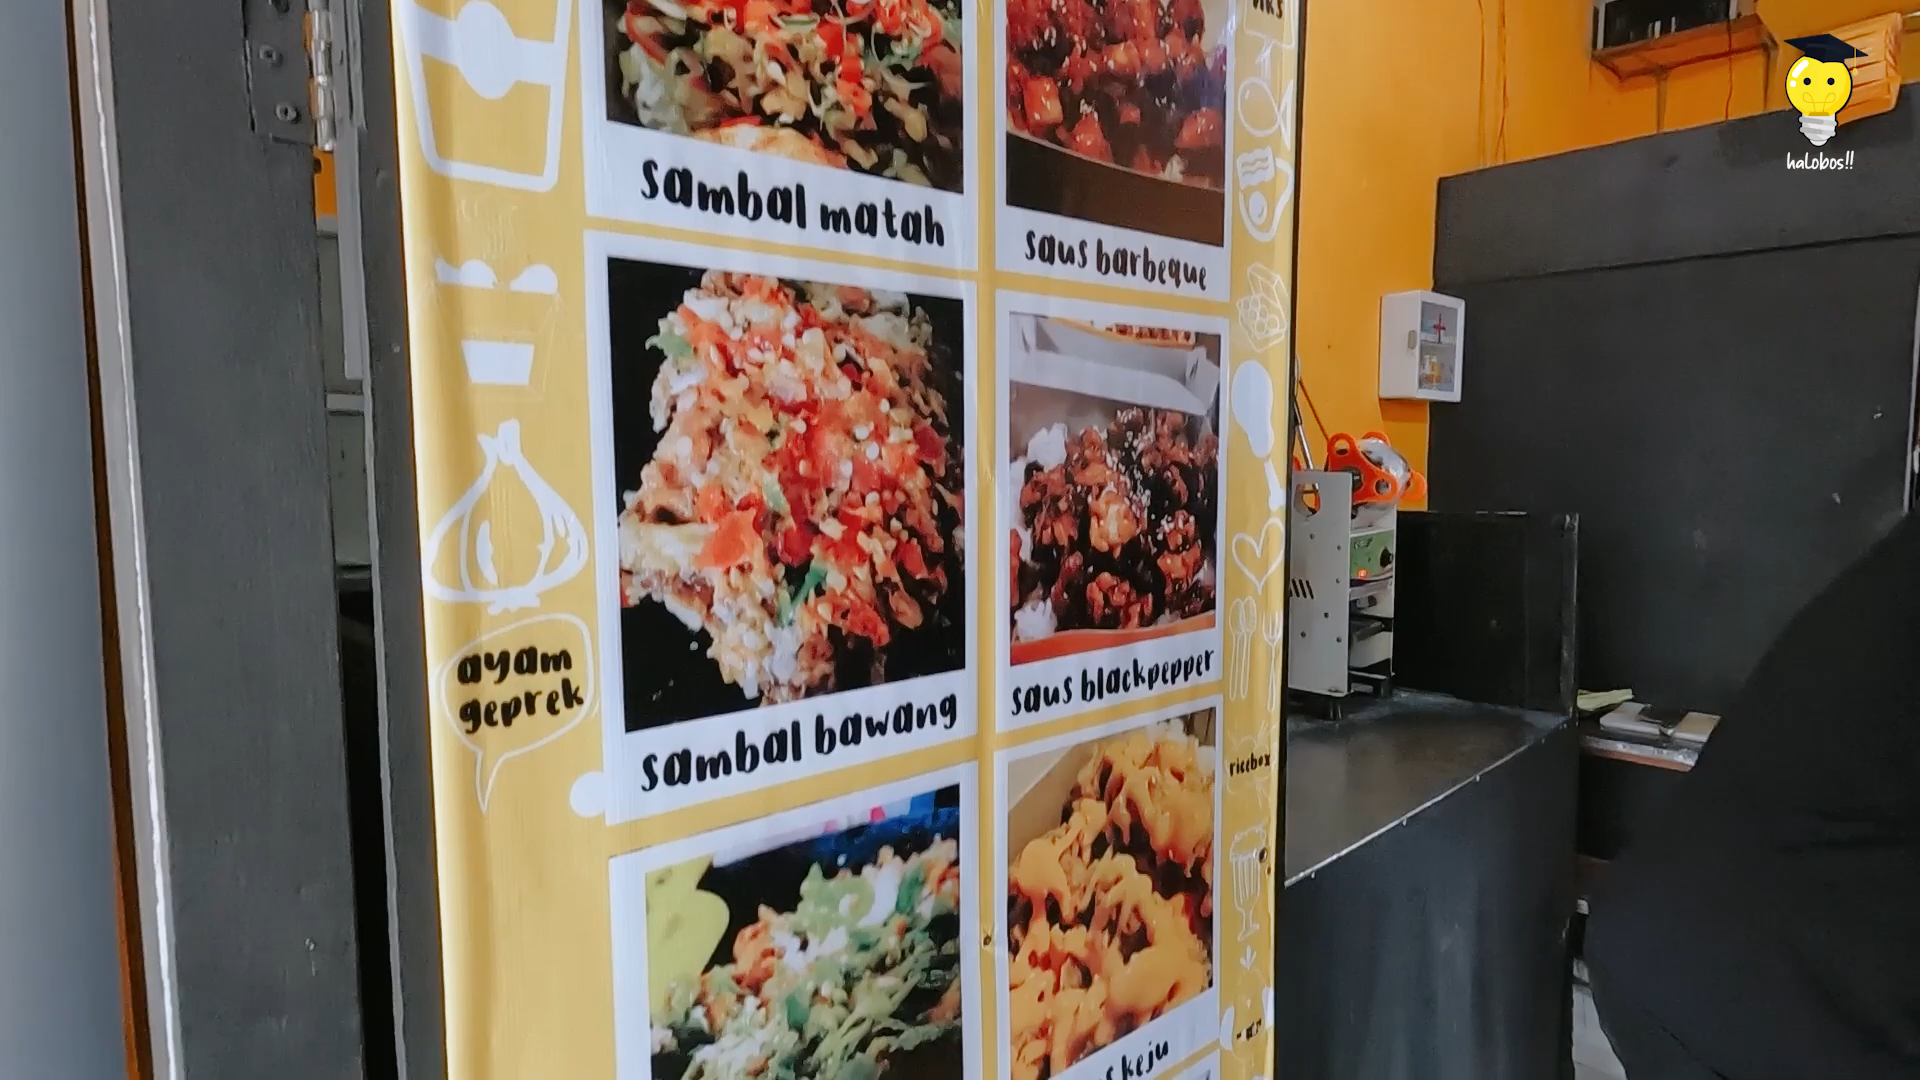 sambal matah
saus barbeque
sambal bawang
saus blackpepper
ayam
geprek
ricebox
keju
halobos!!